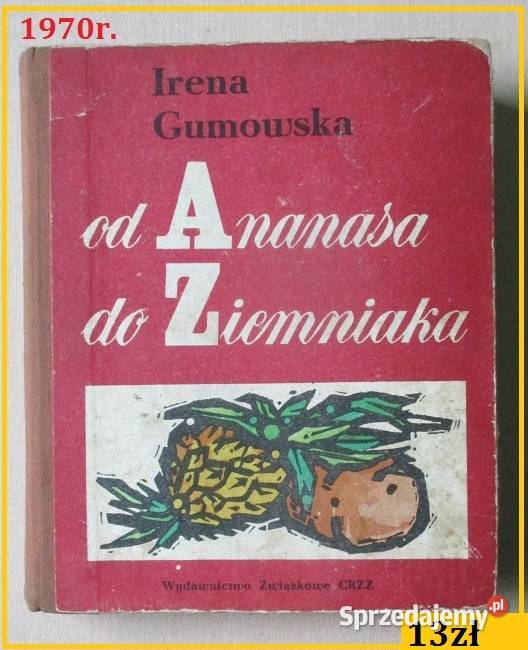 1970r.
Irena
Gumowska
od Ananasa
do Ziemniaka
Wydawnictwo Związkowe CRZZ
Sprzedajemy.pl
13zł